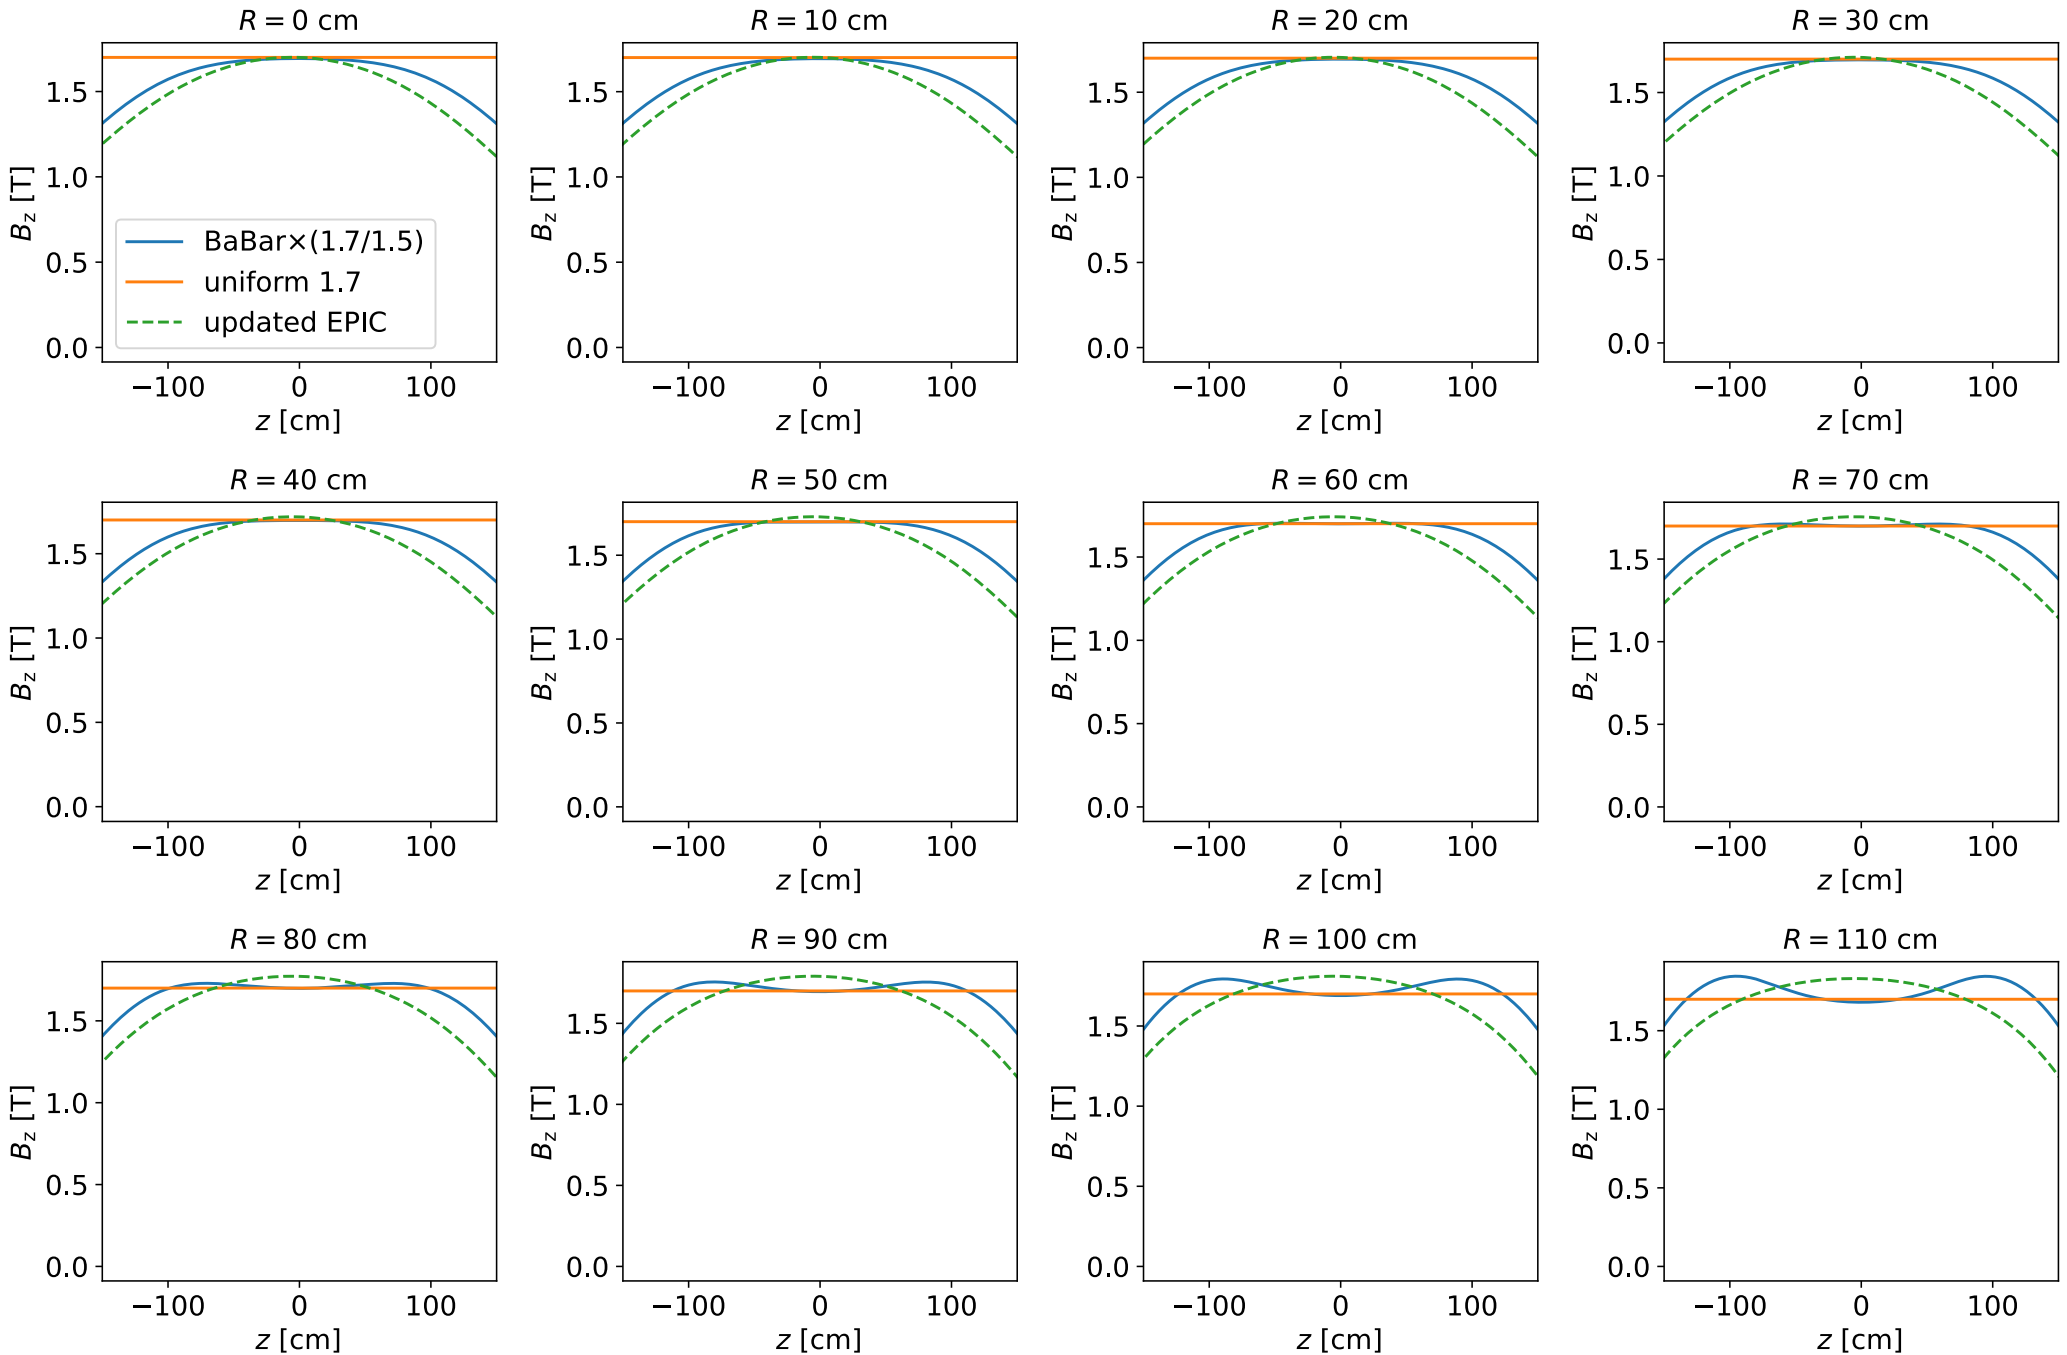 R = 0 cm
R = 10 cm
R = 20 cm
R = 30 cm
B_z [T]
1.5
1.0
0.5
0.0
BaBar×(1.7/1.5)
uniform 1.7
updated EPIC
−100 0 100
z [cm]
B_z [T]
1.5
1.0
0.5
0.0
−100 0 100
z [cm]
B_z [T]
1.5
1.0
0.5
0.0
−100 0 100
z [cm]
B_z [T]
1.5
1.0
0.5
0.0
−100 0 100
z [cm]
R = 40 cm
R = 50 cm
R = 60 cm
R = 70 cm
B_z [T]
1.5
1.0
0.5
0.0
−100 0 100
z [cm]
B_z [T]
1.5
1.0
0.5
0.0
−100 0 100
z [cm]
B_z [T]
1.5
1.0
0.5
0.0
−100 0 100
z [cm]
B_z [T]
1.5
1.0
0.5
0.0
−100 0 100
z [cm]
R = 80 cm
R = 90 cm
R = 100 cm
R = 110 cm
B_z [T]
1.5
1.0
0.5
0.0
−100 0 100
z [cm]
B_z [T]
1.5
1.0
0.5
0.0
−100 0 100
z [cm]
B_z [T]
1.5
1.0
0.5
0.0
−100 0 100
z [cm]
B_z [T]
1.5
1.0
0.5
0.0
−100 0 100
z [cm]